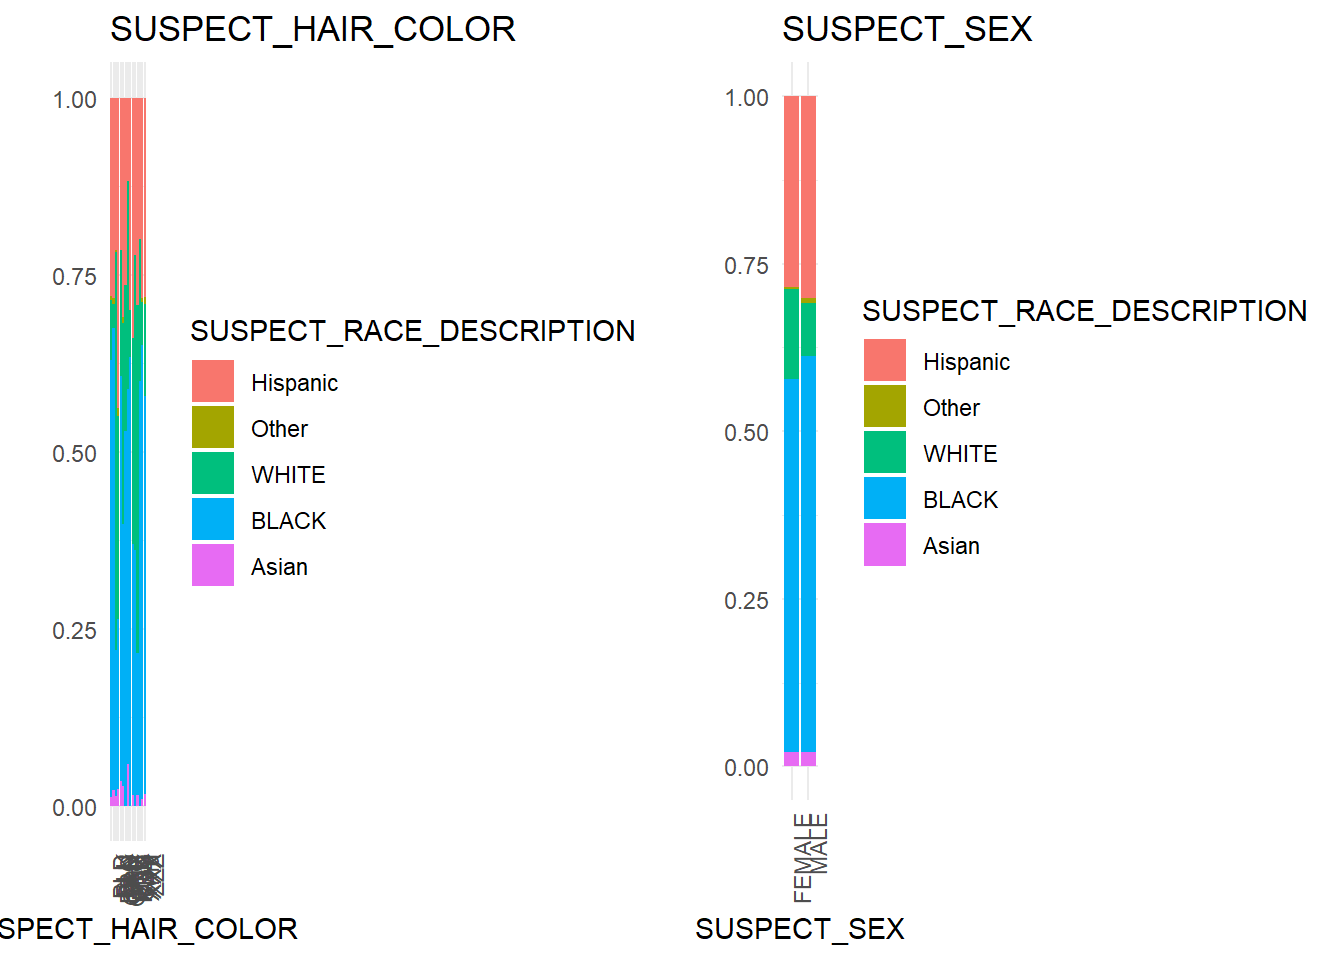 SUSPECT_HAIR_COLOR
1.00
0.75
0.50
0.25
0.00
SPECT_HAIR_COLOR
SUSPECT_RACE_DESCRIPTION
Hispanic
Other
WHITE
BLACK
Asian
SUSPECT_SEX
1.00
0.75
0.50
0.25
0.00
FEMALE
MALE
SUSPECT_SEX
SUSPECT_RACE_DESCRIPTION
Hispanic
Other
WHITE
BLACK
Asian